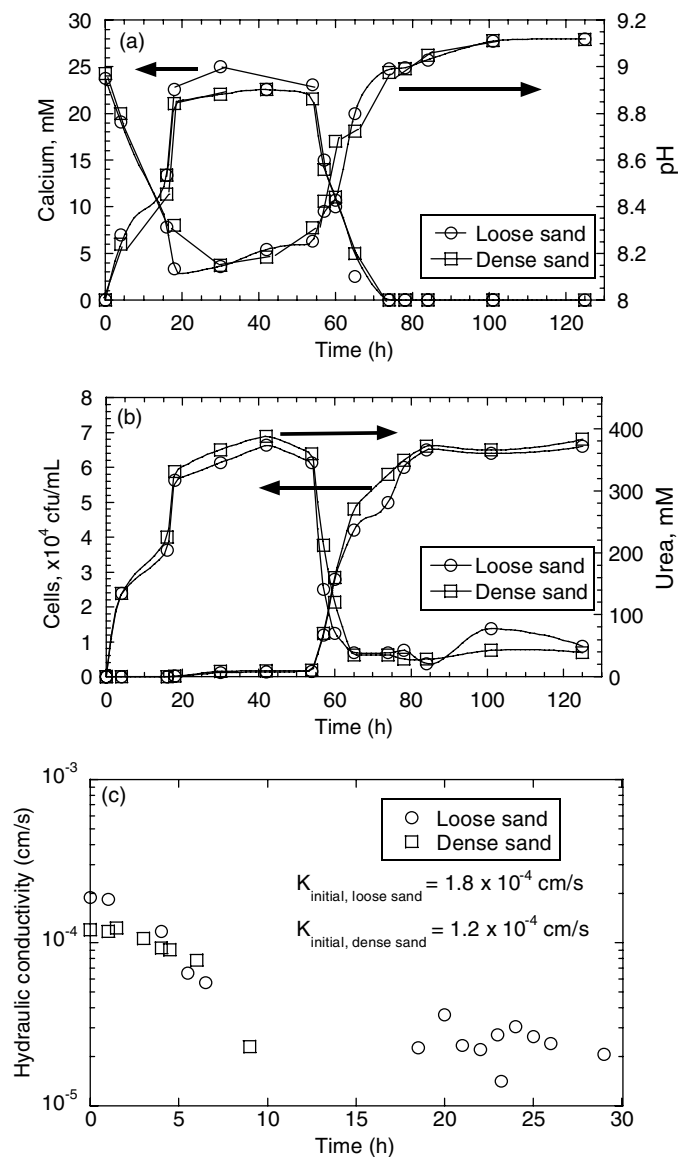 (a)
30
25
20
15
10
5
0
Calcium, mM
9.2
9
8.8
8.6
8.4
8.2
8
pH
Loose sand
Dense sand
0 20 40 60 80 100 120
Time (h)
(b)
8
7
6
5
4
3
2
1
0
Cells, x10⁴ cfu/mL
400
300
200
100
0
Urea, mM
Loose sand
Dense sand
0 20 40 60 80 100 120
Time (h)
(c)
10⁻³
10⁻⁴
10⁻⁵
Hydraulic conductivity (cm/s)
Loose sand
Dense sand
K initial, loose sand = 1.8 x 10⁻⁴ cm/s
K initial, dense sand = 1.2 x 10⁻⁴ cm/s
0 5 10 15 20 25 30
Time (h)